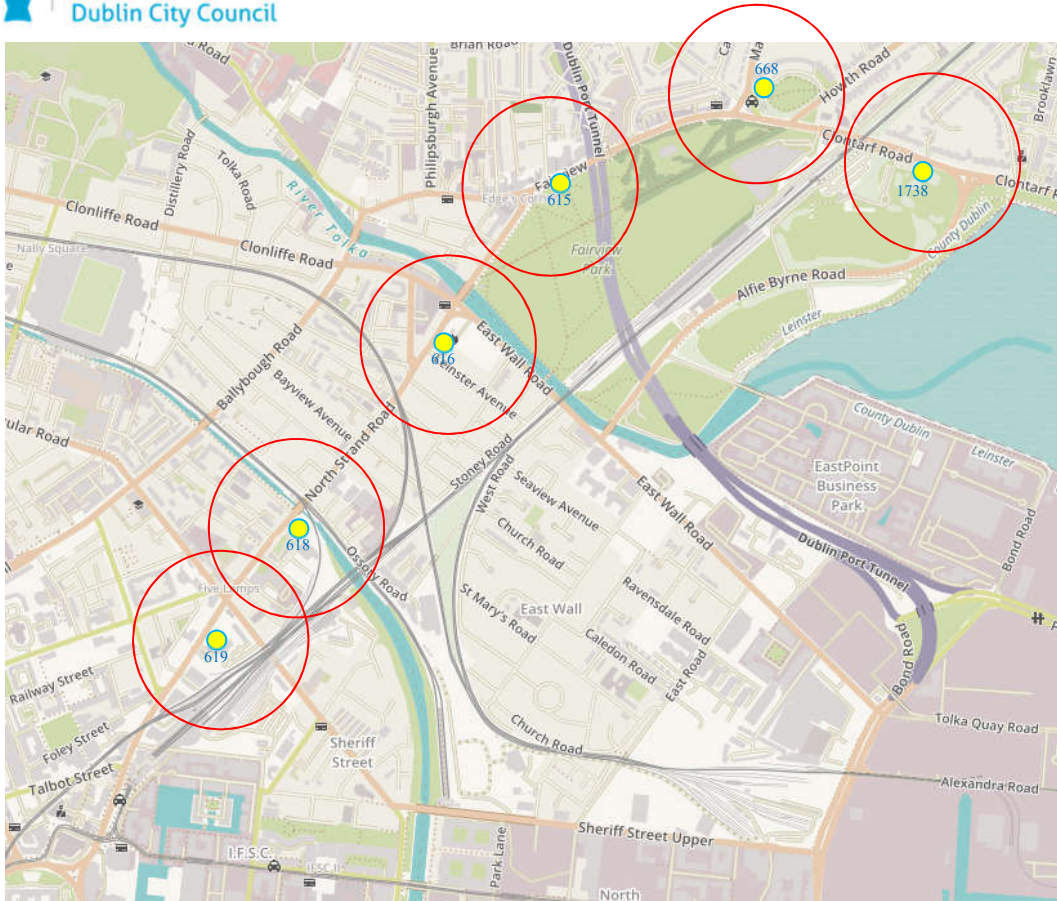 Dublin City Council
Road
Brian Road
Dublin Port Tunnel
Philipsburgh Avenue
668
Howth Road
Brooklawn
Distillery Road
Tolka Road
River Tolka
Fairview
615
Clontarf Road
1738
Clontarf R
County Dublin
Clonliffe Road
Nally Square
Clonliffe Road
Fairview
Park
Alfie Byrne Road
Leinster
East Wall Road
616
Leinster Avenue
Ballybough Road
Bayview Avenue
North Strand Road
Stoney Road
West Road
County Dublin
Leinster
ular Road
EastPoint
Business
Park
Seaview Avenue
East Wall Road
Church Road
618
Ossory Road
Bond Road
Dublin Port Tunnel
Five Lamps
St Mary's Road
East Wall
Ravensdale Road
Caledon Road
East Road
619
Bond Road
Railway Street
Foley Street
Talbot Street
Sheriff
Street
Church Road
Tolka Quay Road
Alexandra Road
Sheriff Street Upper
Park Lane
I.F.S.C.
North